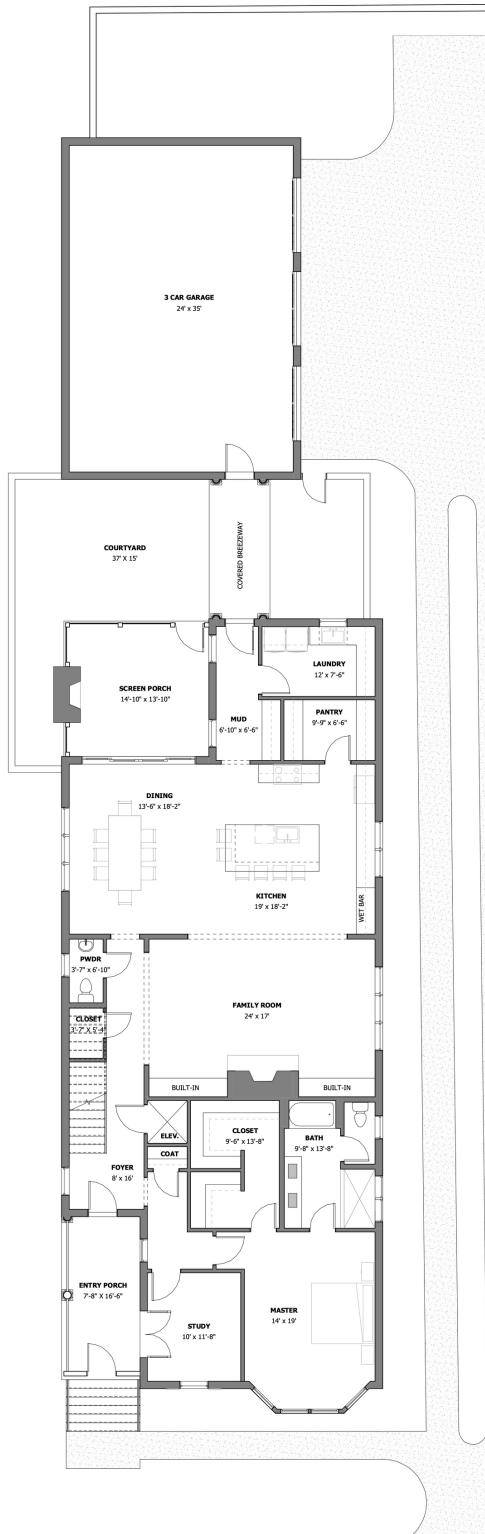 3 CAR GARAGE
24' x 35'
COURTYARD
37' X 15'
COVERED BREEZEWAY
LAUNDRY
12' x 7'-6"
SCREEN PORCH
14'-10" x 13'-10"
MUD
6'-10" x 6'-6"
PANTRY
9'-9" x 6'-6"
DINING
13'-6" x 18'-2"
KITCHEN
19' x 18'-2"
WET BAR
PWDR
3'-7" x 6'-10"
FAMILY ROOM
24' x 17'
CLOSET
3'-7" X 5'-4"
BUILT-IN
BUILT-IN
ELEV.
CLOSET
9'-6" x 13'-8"
BATH
9'-8" x 13'-8"
COAT
FOYER
8' x 16'
ENTRY PORCH
7'-8" X 16'-6"
MASTER
14' x 19'
STUDY
10' x 11'-8"